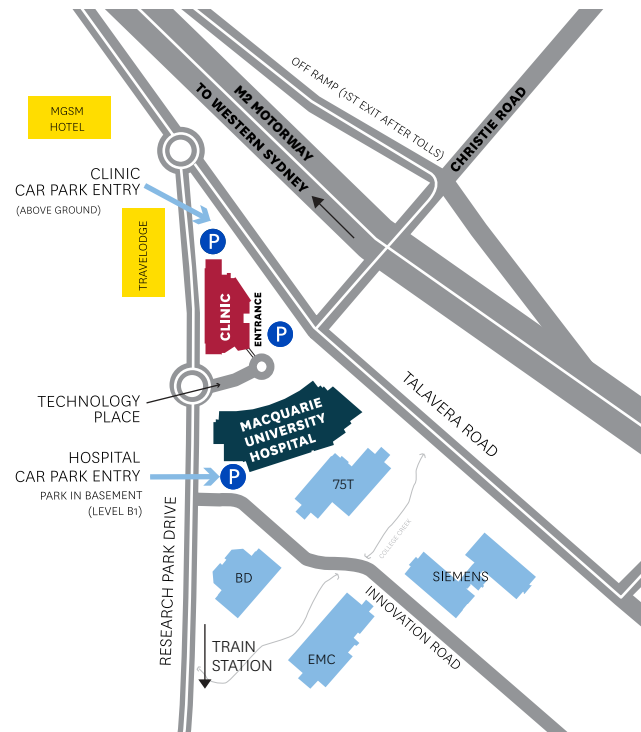 OFF RAMP (1ST EXIT AFTER TOLLS)
M2 MOTORWAY
TO WESTERN SYDNEY
CHRISTIE ROAD
MGSM
HOTEL
CLINIC
CAR PARK ENTRY
(ABOVE GROUND)
TRAVELODGE
P
CLINIC
ENTRANCE
P
TECHNOLOGY
PLACE
MACQUARIE
UNIVERSITY
HOSPITAL
TALAVERA ROAD
HOSPITAL
CAR PARK ENTRY
PARK IN BASEMENT
(LEVEL B1)
P
75T
COLLEGE CREEK
RESEARCH PARK DRIVE
BD
SIEMENS
INNOVATION ROAD
TRAIN
STATION
EMC